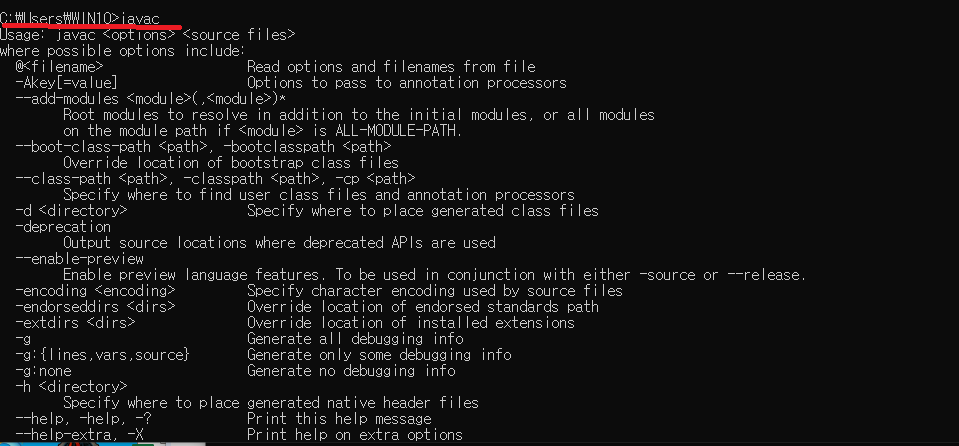 C:₩Users₩WIN10>javac
Usage: javac <options> <source files>
where possible options include:
@<filename> Read options and filenames from file
-Akey[=value] Options to pass to annotation processors
--add-modules <module>(,<module>)*
Root modules to resolve in addition to the initial modules, or all modules
on the module path if <module> is ALL-MODULE-PATH.
--boot-class-path <path>, -bootclasspath <path>
Override location of bootstrap class files
--class-path <path>, -classpath <path>, -cp <path>
Specify where to find user class files and annotation processors
-d <directory> Specify where to place generated class files
-deprecation
Output source locations where deprecated APIs are used
--enable-preview
Enable preview language features. To be used in conjunction with either -source or --release.
-encoding <encoding> Specify character encoding used by source files
-endorseddirs <dirs> Override location of endorsed standards path
-extdirs <dirs> Override location of installed extensions
-g Generate all debugging info
-g:{lines,vars,source} Generate only some debugging info
-g:none Generate no debugging info
-h <directory>
Specify where to place generated native header files
--help, -help, -? Print this help message
--help-extra, -X Print help on extra options